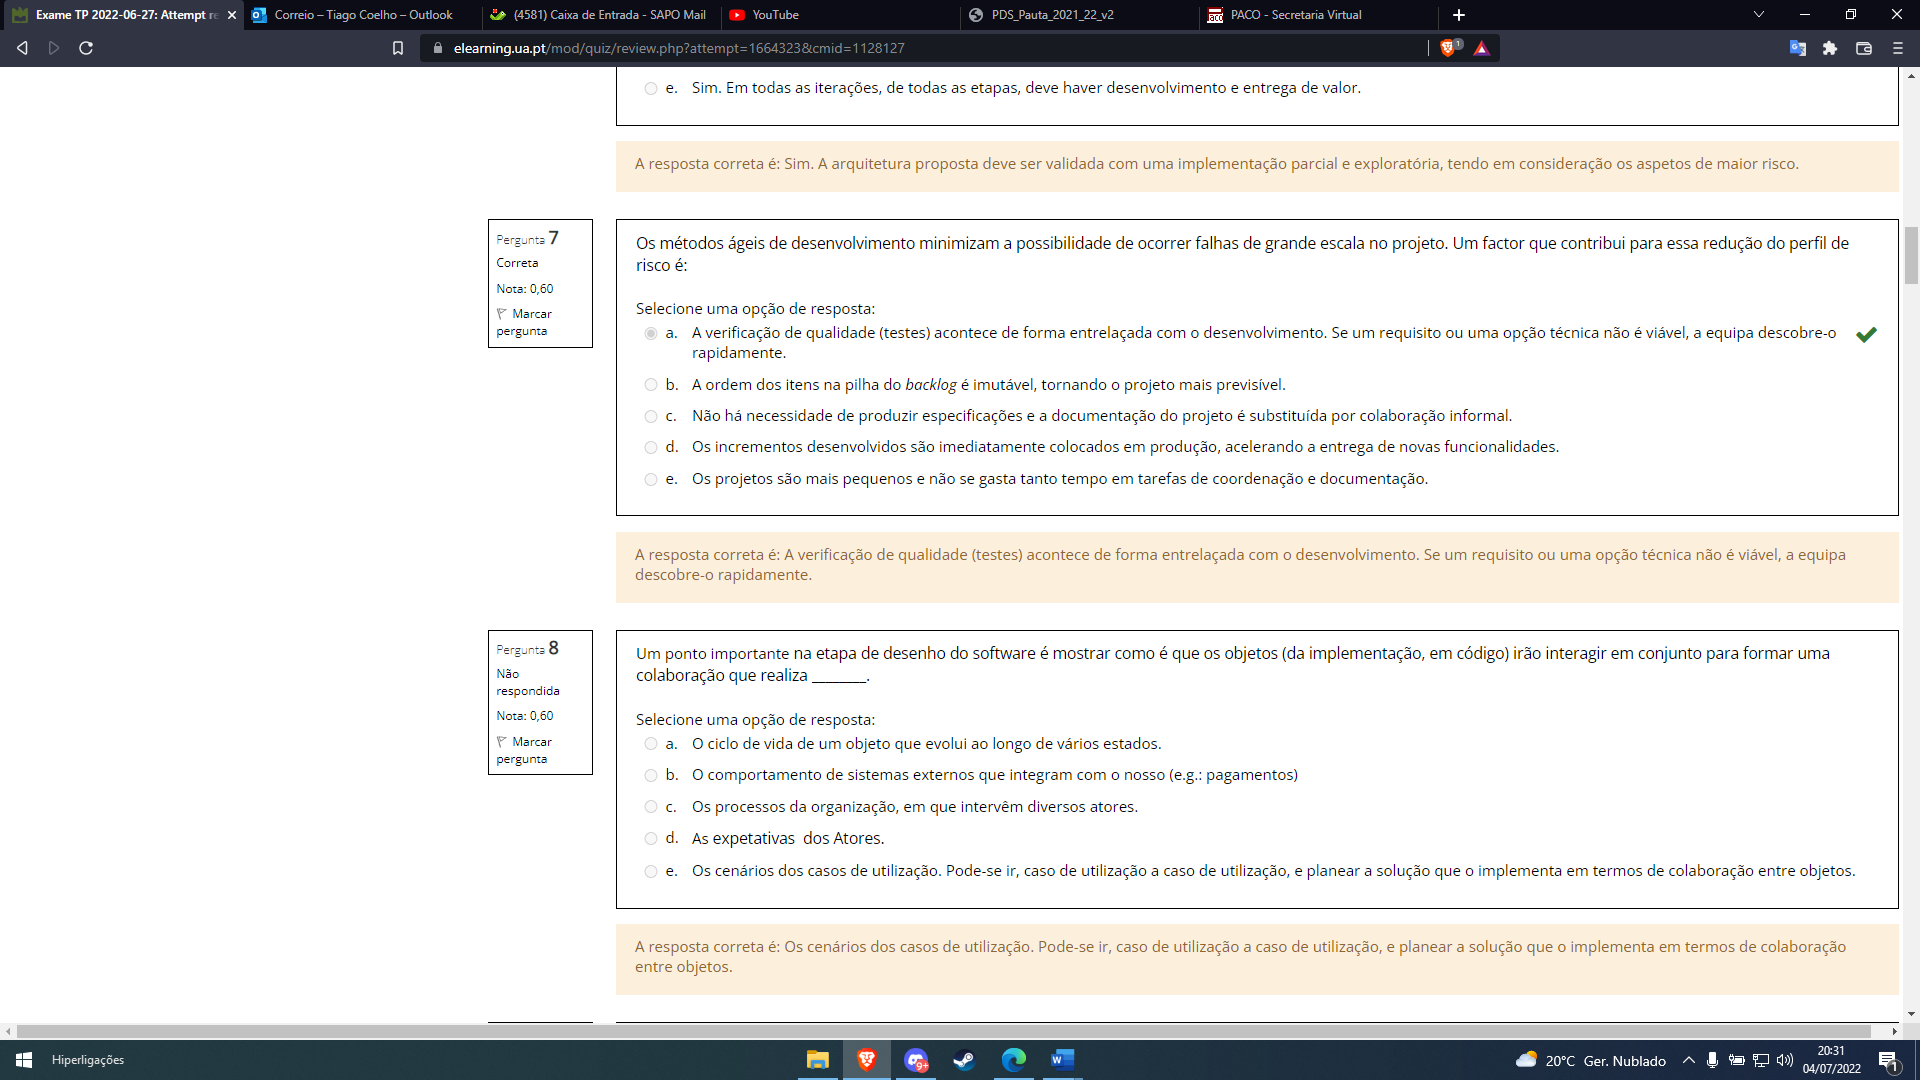 Exame TP 2022-06-27: Attempt re
Correio – Tiago Coelho – Outlook
(4581) Caixa de Entrada - SAPO Mail
YouTube
PDS_Pauta_2021_22_v2
PACO - Secretaria Virtual
elearning.ua.pt/mod/quiz/review.php?attempt=1664323&cmid=1128127
e. Sim. Em todas as iterações, de todas as etapas, deve haver desenvolvimento e entrega de valor.
A resposta correta é: Sim. A arquitetura proposta deve ser validada com uma implementação parcial e exploratória, tendo em consideração os aspetos de maior risco.
Pergunta 7
Correta
Nota: 0,60
Marcar
pergunta
Os métodos ágeis de desenvolvimento minimizam a possibilidade de ocorrer falhas de grande escala no projeto. Um factor que contribui para essa redução do perfil de
risco é:
Selecione uma opção de resposta:
a. A verificação de qualidade (testes) acontece de forma entrelaçada com o desenvolvimento. Se um requisito ou uma opção técnica não é viável, a equipa descobre-o
rapidamente.
b. A ordem dos itens na pilha do backlog é imutável, tornando o projeto mais previsível.
c. Não há necessidade de produzir especificações e a documentação do projeto é substituída por colaboração informal.
d. Os incrementos desenvolvidos são imediatamente colocados em produção, acelerando a entrega de novas funcionalidades.
e. Os projetos são mais pequenos e não se gasta tanto tempo em tarefas de coordenação e documentação.
A resposta correta é: A verificação de qualidade (testes) acontece de forma entrelaçada com o desenvolvimento. Se um requisito ou uma opção técnica não é viável, a equipa
descobre-o rapidamente.
Pergunta 8
Não
respondida
Nota: 0,60
Marcar
pergunta
Um ponto importante na etapa de desenho do software é mostrar como é que os objetos (da implementação, em código) irão interagir em conjunto para formar uma
colaboração que realiza ________.
Selecione uma opção de resposta:
a. O ciclo de vida de um objeto que evolui ao longo de vários estados.
b. O comportamento de sistemas externos que integram com o nosso (e.g.: pagamentos)
c. Os processos da organização, em que intervêm diversos atores.
d. As expetativas dos Atores.
e. Os cenários dos casos de utilização. Pode-se ir, caso de utilização a caso de utilização, e planear a solução que o implementa em termos de colaboração entre objetos.
A resposta correta é: Os cenários dos casos de utilização. Pode-se ir, caso de utilização a caso de utilização, e planear a solução que o implementa em termos de colaboração
entre objetos.
Hiperligações
9+
20°C Ger. Nublado
20:31
04/07/2022
1